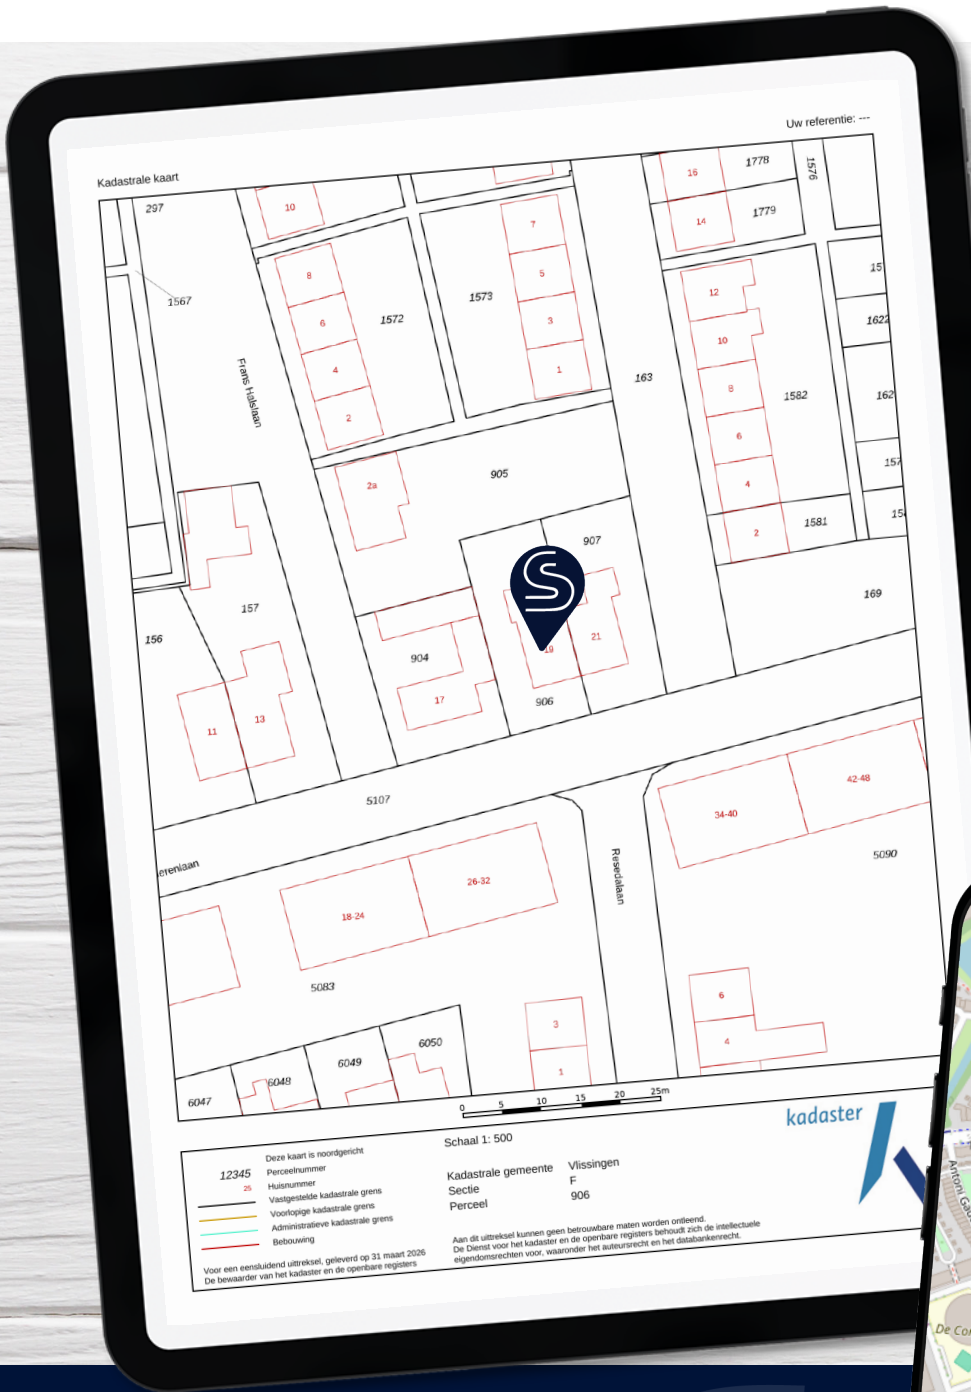 Uw referentie: ---
Kadastrale kaart
297
10
16
1778
1576
14
1779
7
8
5
1567
1572
1573
12
6
3
10
4
1
163
8
1582
1622
Frans Halslaan
2
6
2a
905
4
2
1581
907
157
169
156
904
19
21
17
906
11
13
5107
42-48
34-40
5090
Resedalaan
26-32
18-24
5083
6
3
4
6050
6049
6048
1
6047
0 5 10 15 20 25m
Schaal 1: 500
kadaster
Deze kaart is noordgericht
12345 Perceelnummer
25 Huisnummer
Vastgestelde kadastrale grens
Voorlopige kadastrale grens
Administratieve kadastrale grens
Bebouwing
Kadastrale gemeente Vlissingen
Sectie F
Perceel 906
Voor een eensluidend uittreksel, geleverd op 31 maart 2026
De bewaarder van het kadaster en de openbare registers
Aan dit uittreksel kunnen geen betrouwbare maten worden ontleend.
De Dienst voor het kadaster en de openbare registers behoudt zich de intellectuele
eigendomsrechten voor, waaronder het auteursrecht en het databankenrecht.
Antoni
De